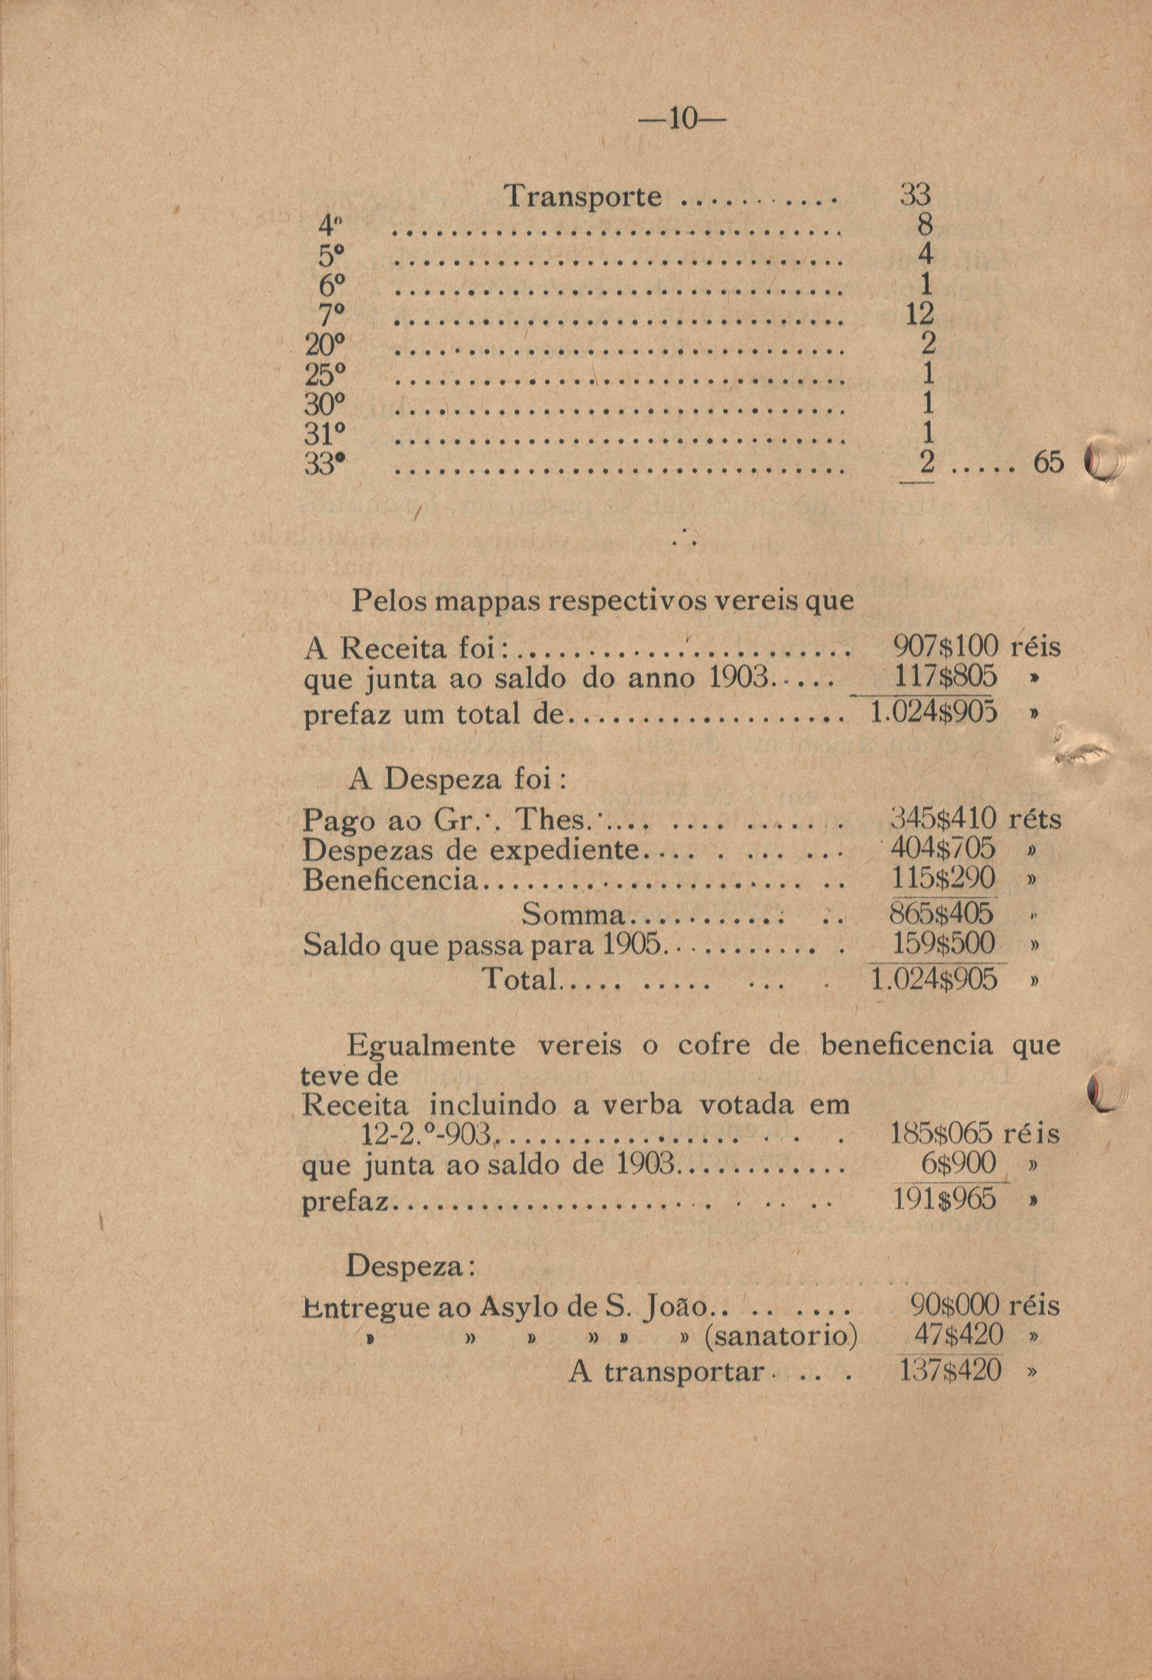 —10—
Transporte ........... 33
4º .............................. 8
5º .............................. 4
6º .............................. 1
7º .............................. 12
20º .............................. 2
25º .............................. 1
30º .............................. 1
31º .............................. 1
33º .............................. 2 ..... 65
∴
Pelos mappas respectivos vereis que
A Receita foi:....................... 907$100 réis
que junta ao saldo do anno 1903..... 117$805 »
prefaz um total de................... 1.024$905 »
A Despeza foi:
Pago ao Gr.·. Thes.·.... .... ..... . 345$410 réts
Despezas de expediente.... . ... ... 404$705 »
Beneficencia...................... .. 115$290 »
Somma........... .. 865$405 »
Saldo que passa para 1905........... . 159$500 »
Total..... ..... ... . 1.024$905 »
Egualmente vereis o cofre de beneficencia que
teve de
Receita incluindo a verba votada em
12-2.º-903.................. . . . 185$065 réis
que junta ao saldo de 1903............ 6$900 »
prefaz...................... . .. .. 191$965 »
Despeza:
Entregue ao Asylo de S. João.. .. .... 90$000 réis
» » » » » » (sanatorio) 47$420 »
A transportar. .. . 137$420 »